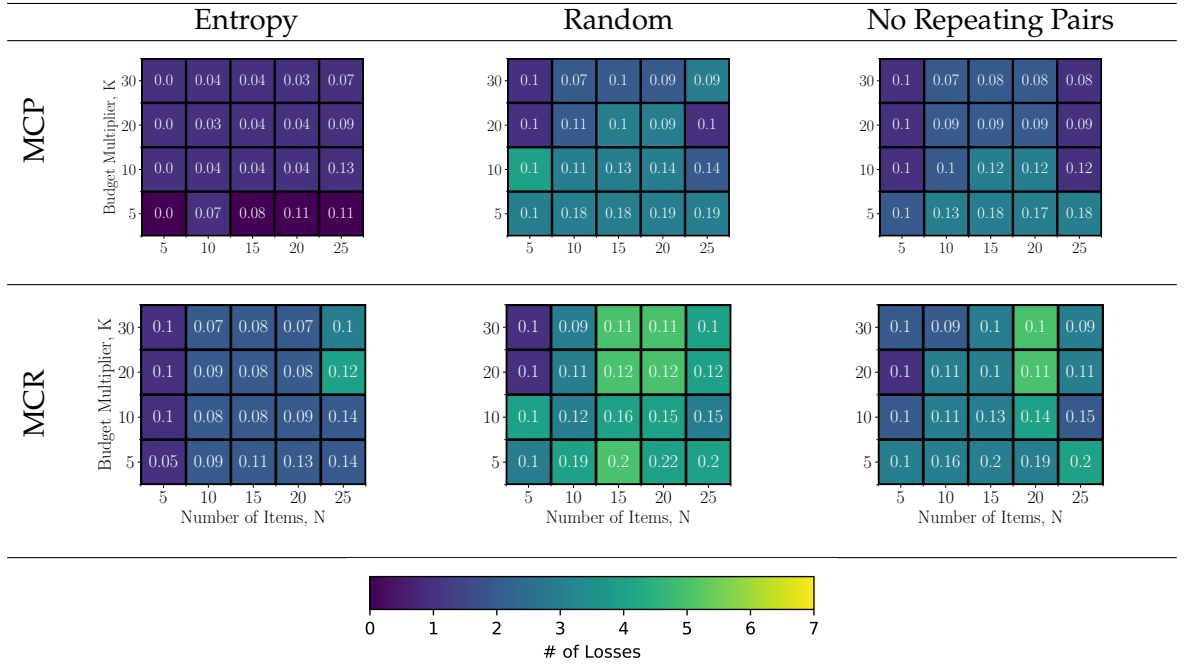 Entropy Random No Repeating Pairs
MCP
Budget Multiplier, K
30 0.0 0.04 0.04 0.03 0.07
20 0.0 0.03 0.04 0.04 0.09
10 0.0 0.04 0.04 0.04 0.13
5 0.0 0.07 0.08 0.11 0.11
5 10 15 20 25
30 0.1 0.07 0.1 0.09 0.09
20 0.1 0.11 0.1 0.09 0.1
10 0.1 0.11 0.13 0.14 0.14
5 0.1 0.18 0.18 0.19 0.19
5 10 15 20 25
30 0.1 0.07 0.08 0.08 0.08
20 0.1 0.09 0.09 0.09 0.09
10 0.1 0.1 0.12 0.12 0.12
5 0.1 0.13 0.18 0.17 0.18
5 10 15 20 25
MCR
Budget Multiplier, K
30 0.1 0.07 0.08 0.07 0.1
20 0.1 0.09 0.08 0.08 0.12
10 0.1 0.08 0.08 0.09 0.14
5 0.05 0.09 0.11 0.13 0.14
5 10 15 20 25
Number of Items, N
30 0.1 0.09 0.11 0.11 0.1
20 0.1 0.11 0.12 0.12 0.12
10 0.1 0.12 0.16 0.15 0.15
5 0.1 0.19 0.2 0.22 0.2
5 10 15 20 25
Number of Items, N
30 0.1 0.09 0.1 0.1 0.09
20 0.1 0.11 0.1 0.11 0.11
10 0.1 0.11 0.13 0.14 0.15
5 0.1 0.16 0.2 0.19 0.2
5 10 15 20 25
Number of Items, N
0 1 2 3 4 5 6 7
# of Losses